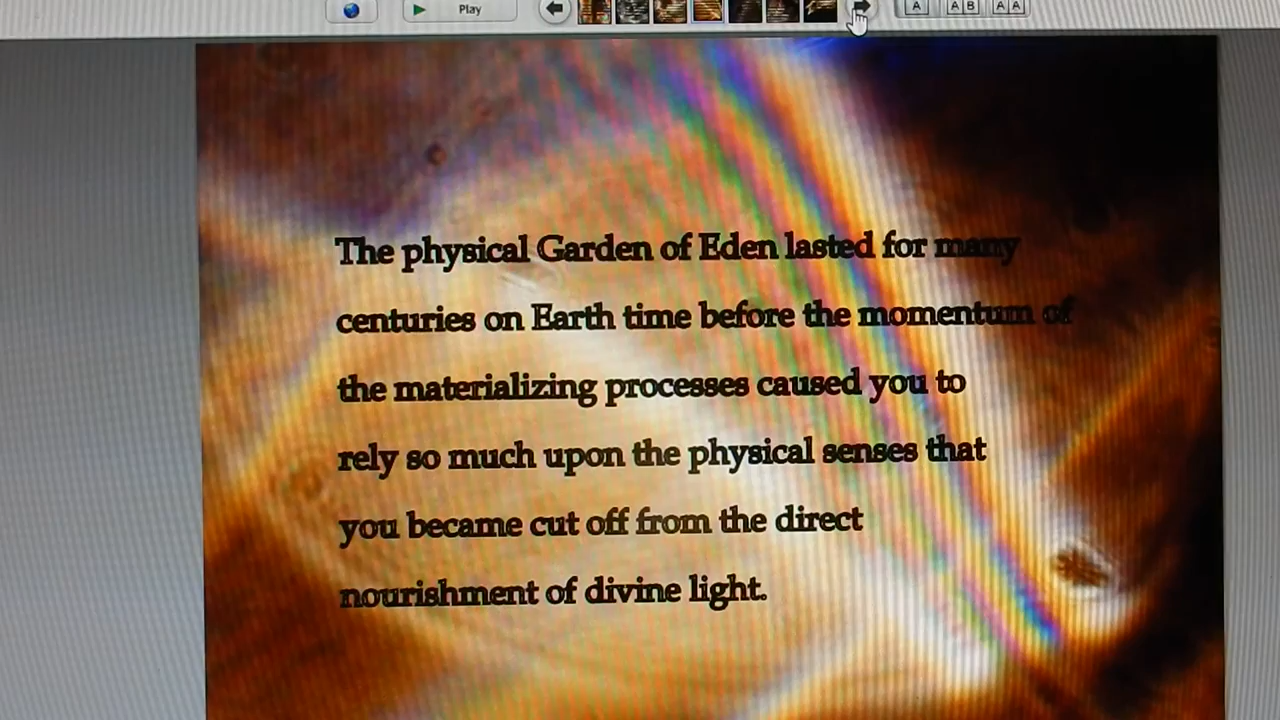 Play
A
A B
A A
The physical Garden of Eden lasted for many
centuries on Earth time before the momentum of
the materializing processes caused you to
rely so much upon the physical senses that
you became cut off from the direct
nourishment of divine light.